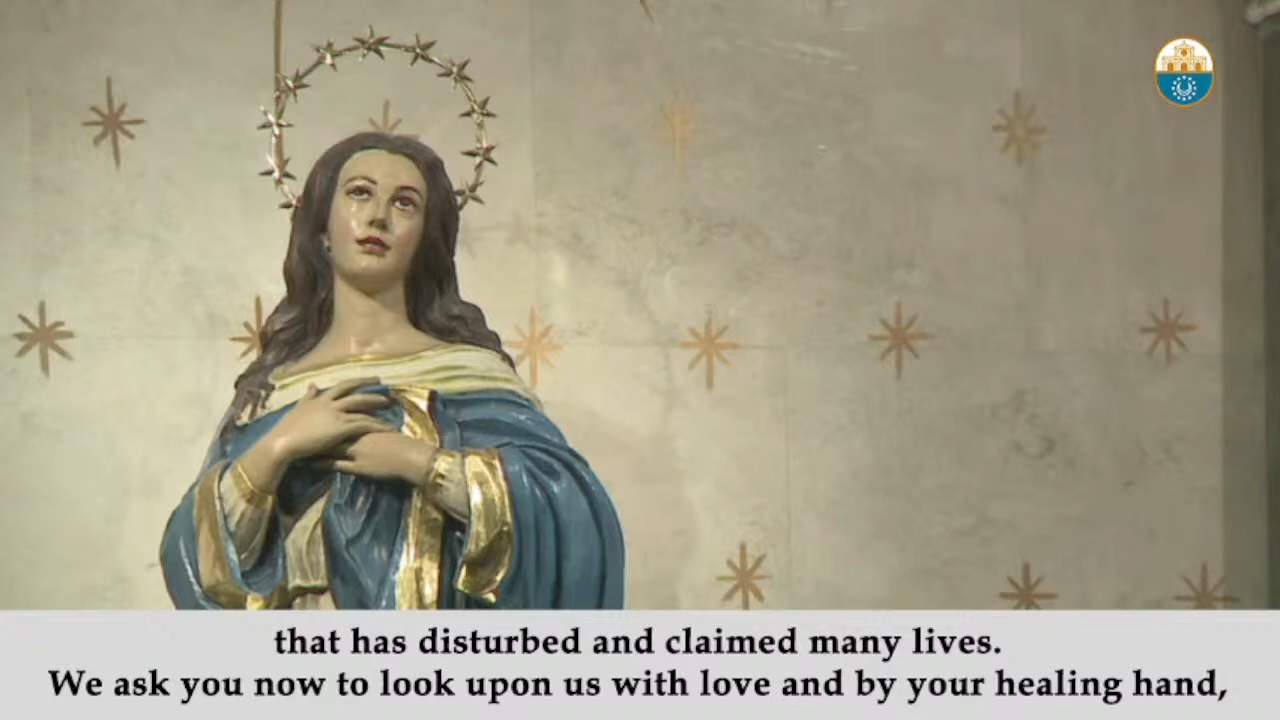 that has disturbed and claimed many lives.
We ask you now to look upon us with love and by your healing hand,